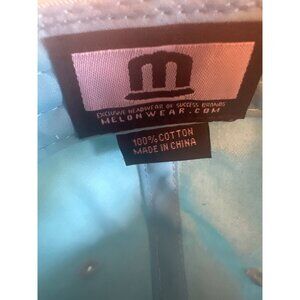 EXCLUSIVE HEADWEAR OF SUCCESS BRANDS
MELONWEAR.COM
100% COTTON
MADE IN CHINA